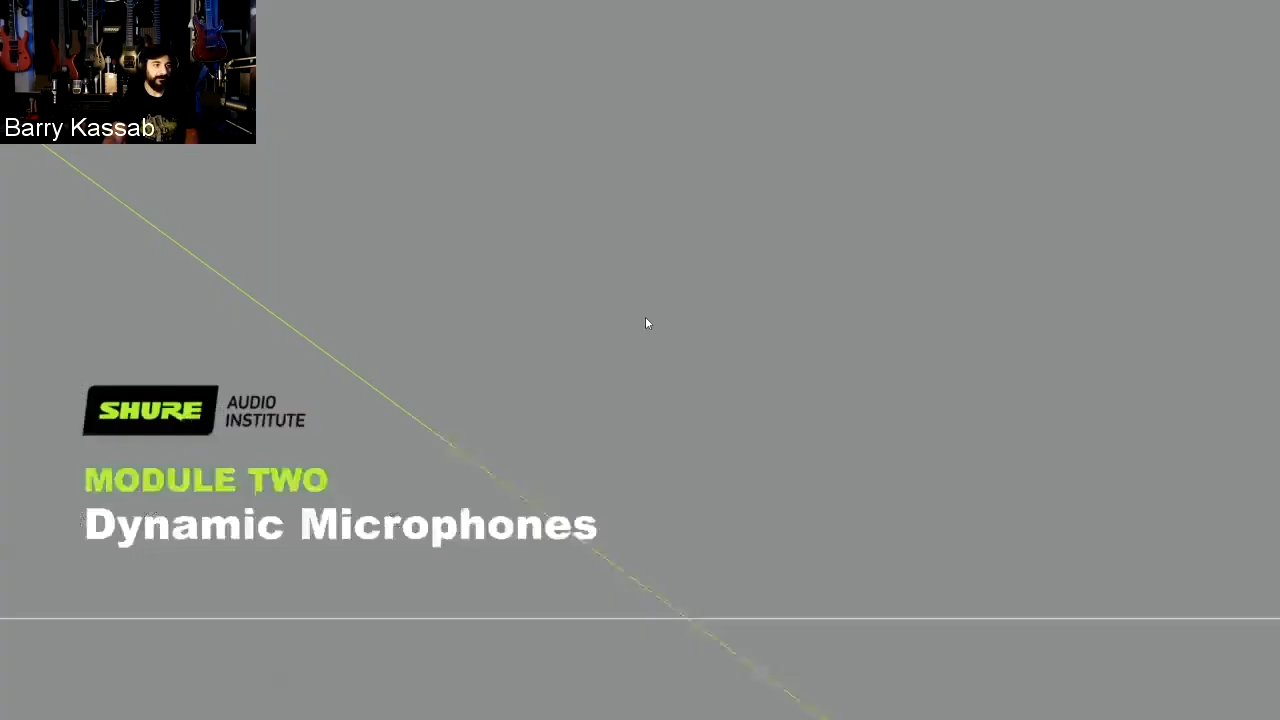 Barry Kassab
SHURE
AUDIO
INSTITUTE
MODULE TWO
Dynamic Microphones